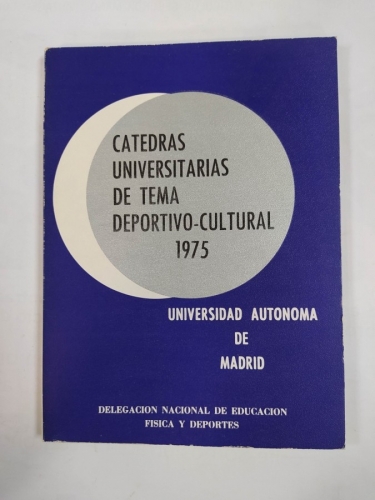 CATEDRAS
UNIVERSITARIAS
DE TEMA
DEPORTIVO-CULTURAL
1975
UNIVERSIDAD AUTONOMA
DE
MADRID
DELEGACION NACIONAL DE EDUCACION
FISICA Y DEPORTES